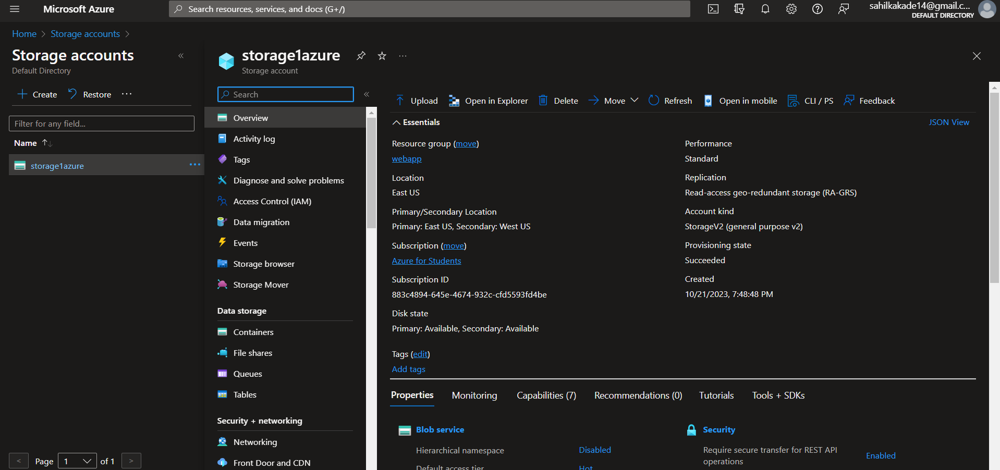 Microsoft Azure
Search resources, services, and docs (G+/)
sahilkakade14@gmail.c...
DEFAULT DIRECTORY
Home > Storage accounts >
Storage accounts
Default Directory
Create
Restore
Filter for any field...
Name
storage1azure
< Page 1 of 1 >
storage1azure
Storage account
Search
Overview
Activity log
Tags
Diagnose and solve problems
Access Control (IAM)
Data migration
Events
Storage browser
Storage Mover
Data storage
Containers
File shares
Queues
Tables
Security + networking
Networking
Front Door and CDN
Upload
Open in Explorer
Delete
Move
Refresh
Open in mobile
CLI / PS
Feedback
Essentials
JSON View
Resource group (move)
webapp
Location
East US
Primary/Secondary Location
Primary: East US, Secondary: West US
Subscription (move)
Azure for Students
Subscription ID
883c4894-645e-4674-932c-cfd5593fd4be
Disk state
Primary: Available, Secondary: Available
Tags (edit)
Add tags
Performance
Standard
Replication
Read-access geo-redundant storage (RA-GRS)
Account kind
StorageV2 (general purpose v2)
Provisioning state
Succeeded
Created
10/21/2023, 7:48:48 PM
Properties
Monitoring
Capabilities (7)
Recommendations (0)
Tutorials
Tools + SDKs
Blob service
Hierarchical namespace
Disabled
Default access tier
Hot
Security
Require secure transfer for REST API
operations
Enabled